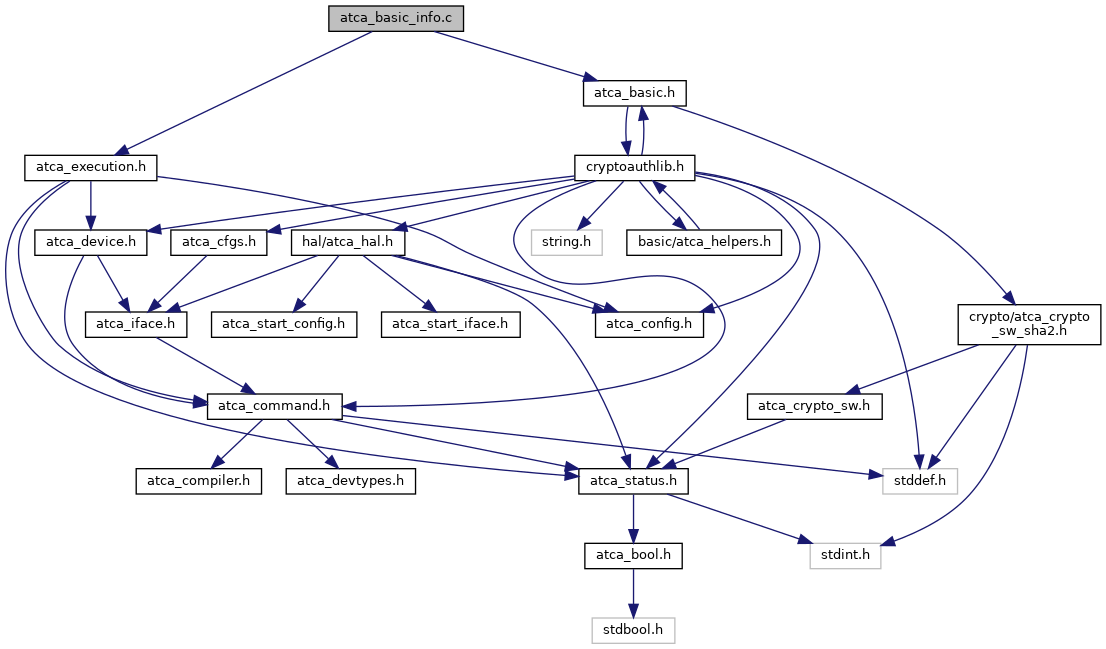 atca_basic_info.c
atca_basic.h
atca_execution.h
cryptoauthlib.h
atca_device.h
atca_cfgs.h
hal/atca_hal.h
string.h
basic/atca_helpers.h
atca_iface.h
atca_start_config.h
atca_start_iface.h
atca_config.h
crypto/atca_crypto
_sw_sha2.h
atca_command.h
atca_crypto_sw.h
atca_compiler.h
atca_devtypes.h
atca_status.h
stddef.h
atca_bool.h
stdint.h
stdbool.h